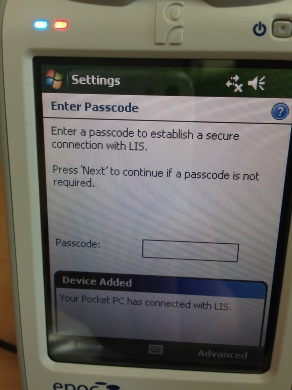 Settings
Enter Passcode
Enter a passcode to establish a secure
connection with LIS.
Press 'Next' to continue if a passcode is not
required.
Passcode:
Device Added
Your Pocket PC has connected with LIS.
Done
Advanced
epoc